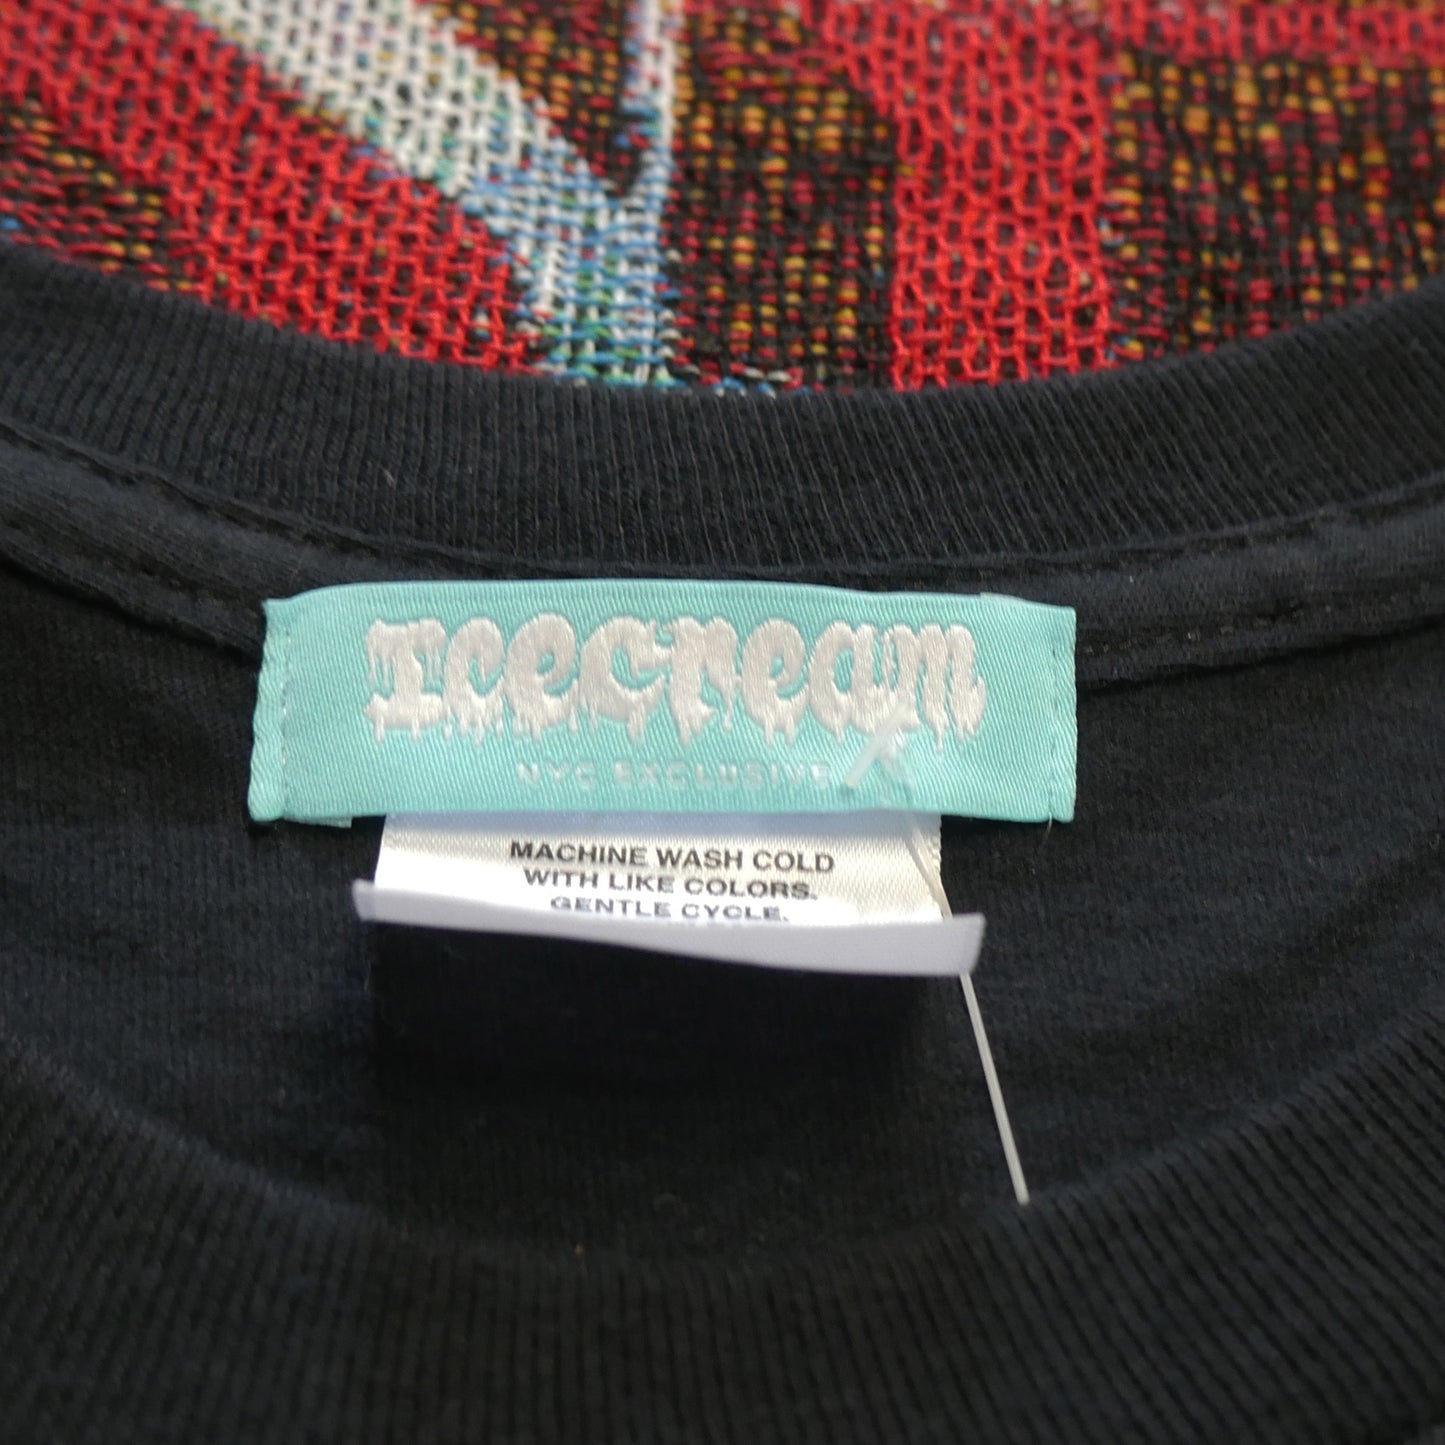 Icecream
NYC EXCLUSIVE
MACHINE WASH COLD
WITH LIKE COLORS.
GENTLE CYCLE.